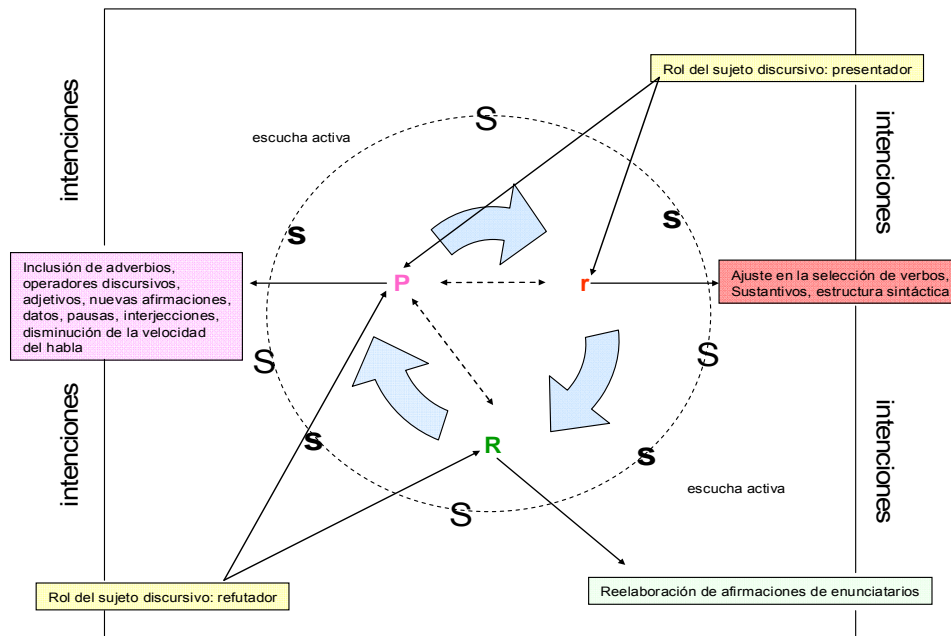 Rol del sujeto discursivo: presentador
intenciones
intenciones
escucha activa
S
s
s
Inclusión de adverbios,
operadores discursivos,
adjetivos, nuevas afirmaciones,
datos, pausas, interjecciones,
disminución de la velocidad
del habla
P
r
Ajuste en la selección de verbos,
Sustantivos, estructura sintáctica
S
S
intenciones
intenciones
s
R
s
escucha activa
S
Rol del sujeto discursivo: refutador
Reelaboración de afirmaciones de enunciatarios